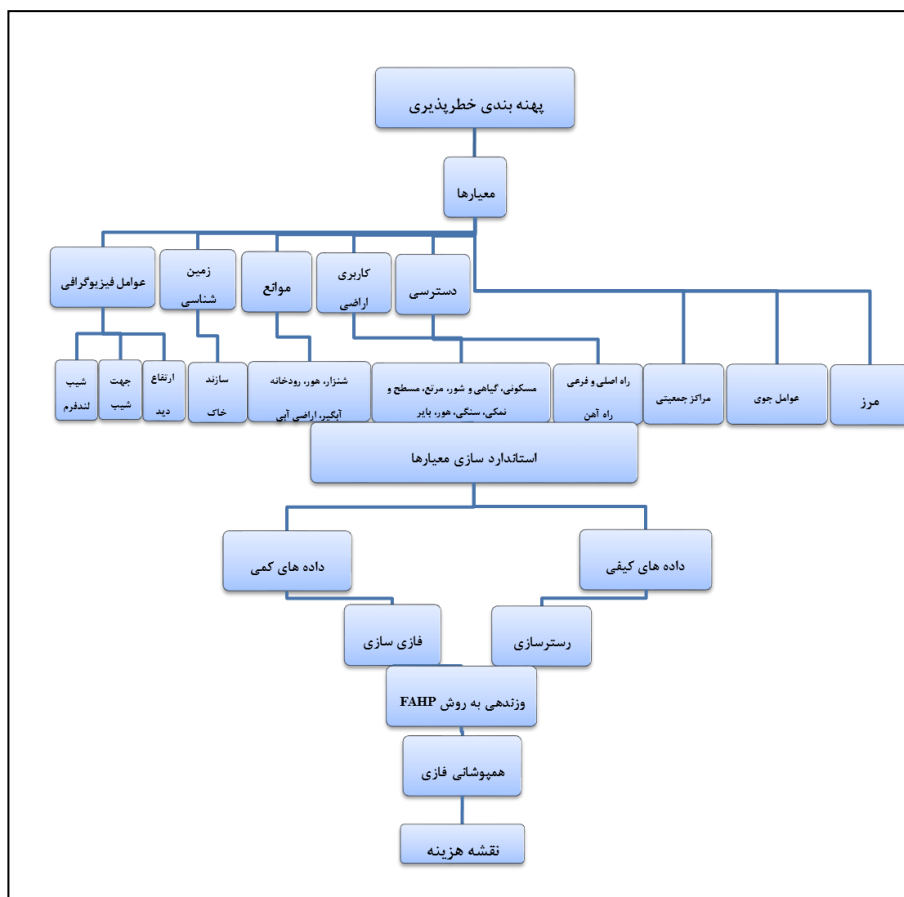 پهنه بندی خطرپذیری
معیارها
مرز
عوامل جوی
مراکز جمعیتی
دسترسی
راه اصلی و فرعی
راه آهن
کاربری
اراضی
مسکونی، گیاهی و شور، مرتع، مسطح و
نمکی، سنگی، هور، بایر
موانع
شنزار، هور، رودخانه
آبگیر، اراضی آبی
زمین
شناسی
سازند
خاک
عوامل فیزیوگرافی
ارتفاع
دید
جهت
شیب
شیب
لندفرم
استاندارد سازی معیارها
داده های کیفی
داده های کمی
رسترسازی
فازی سازی
وزندهی به روش FAHP
همپوشانی فازی
نقشه هزینه